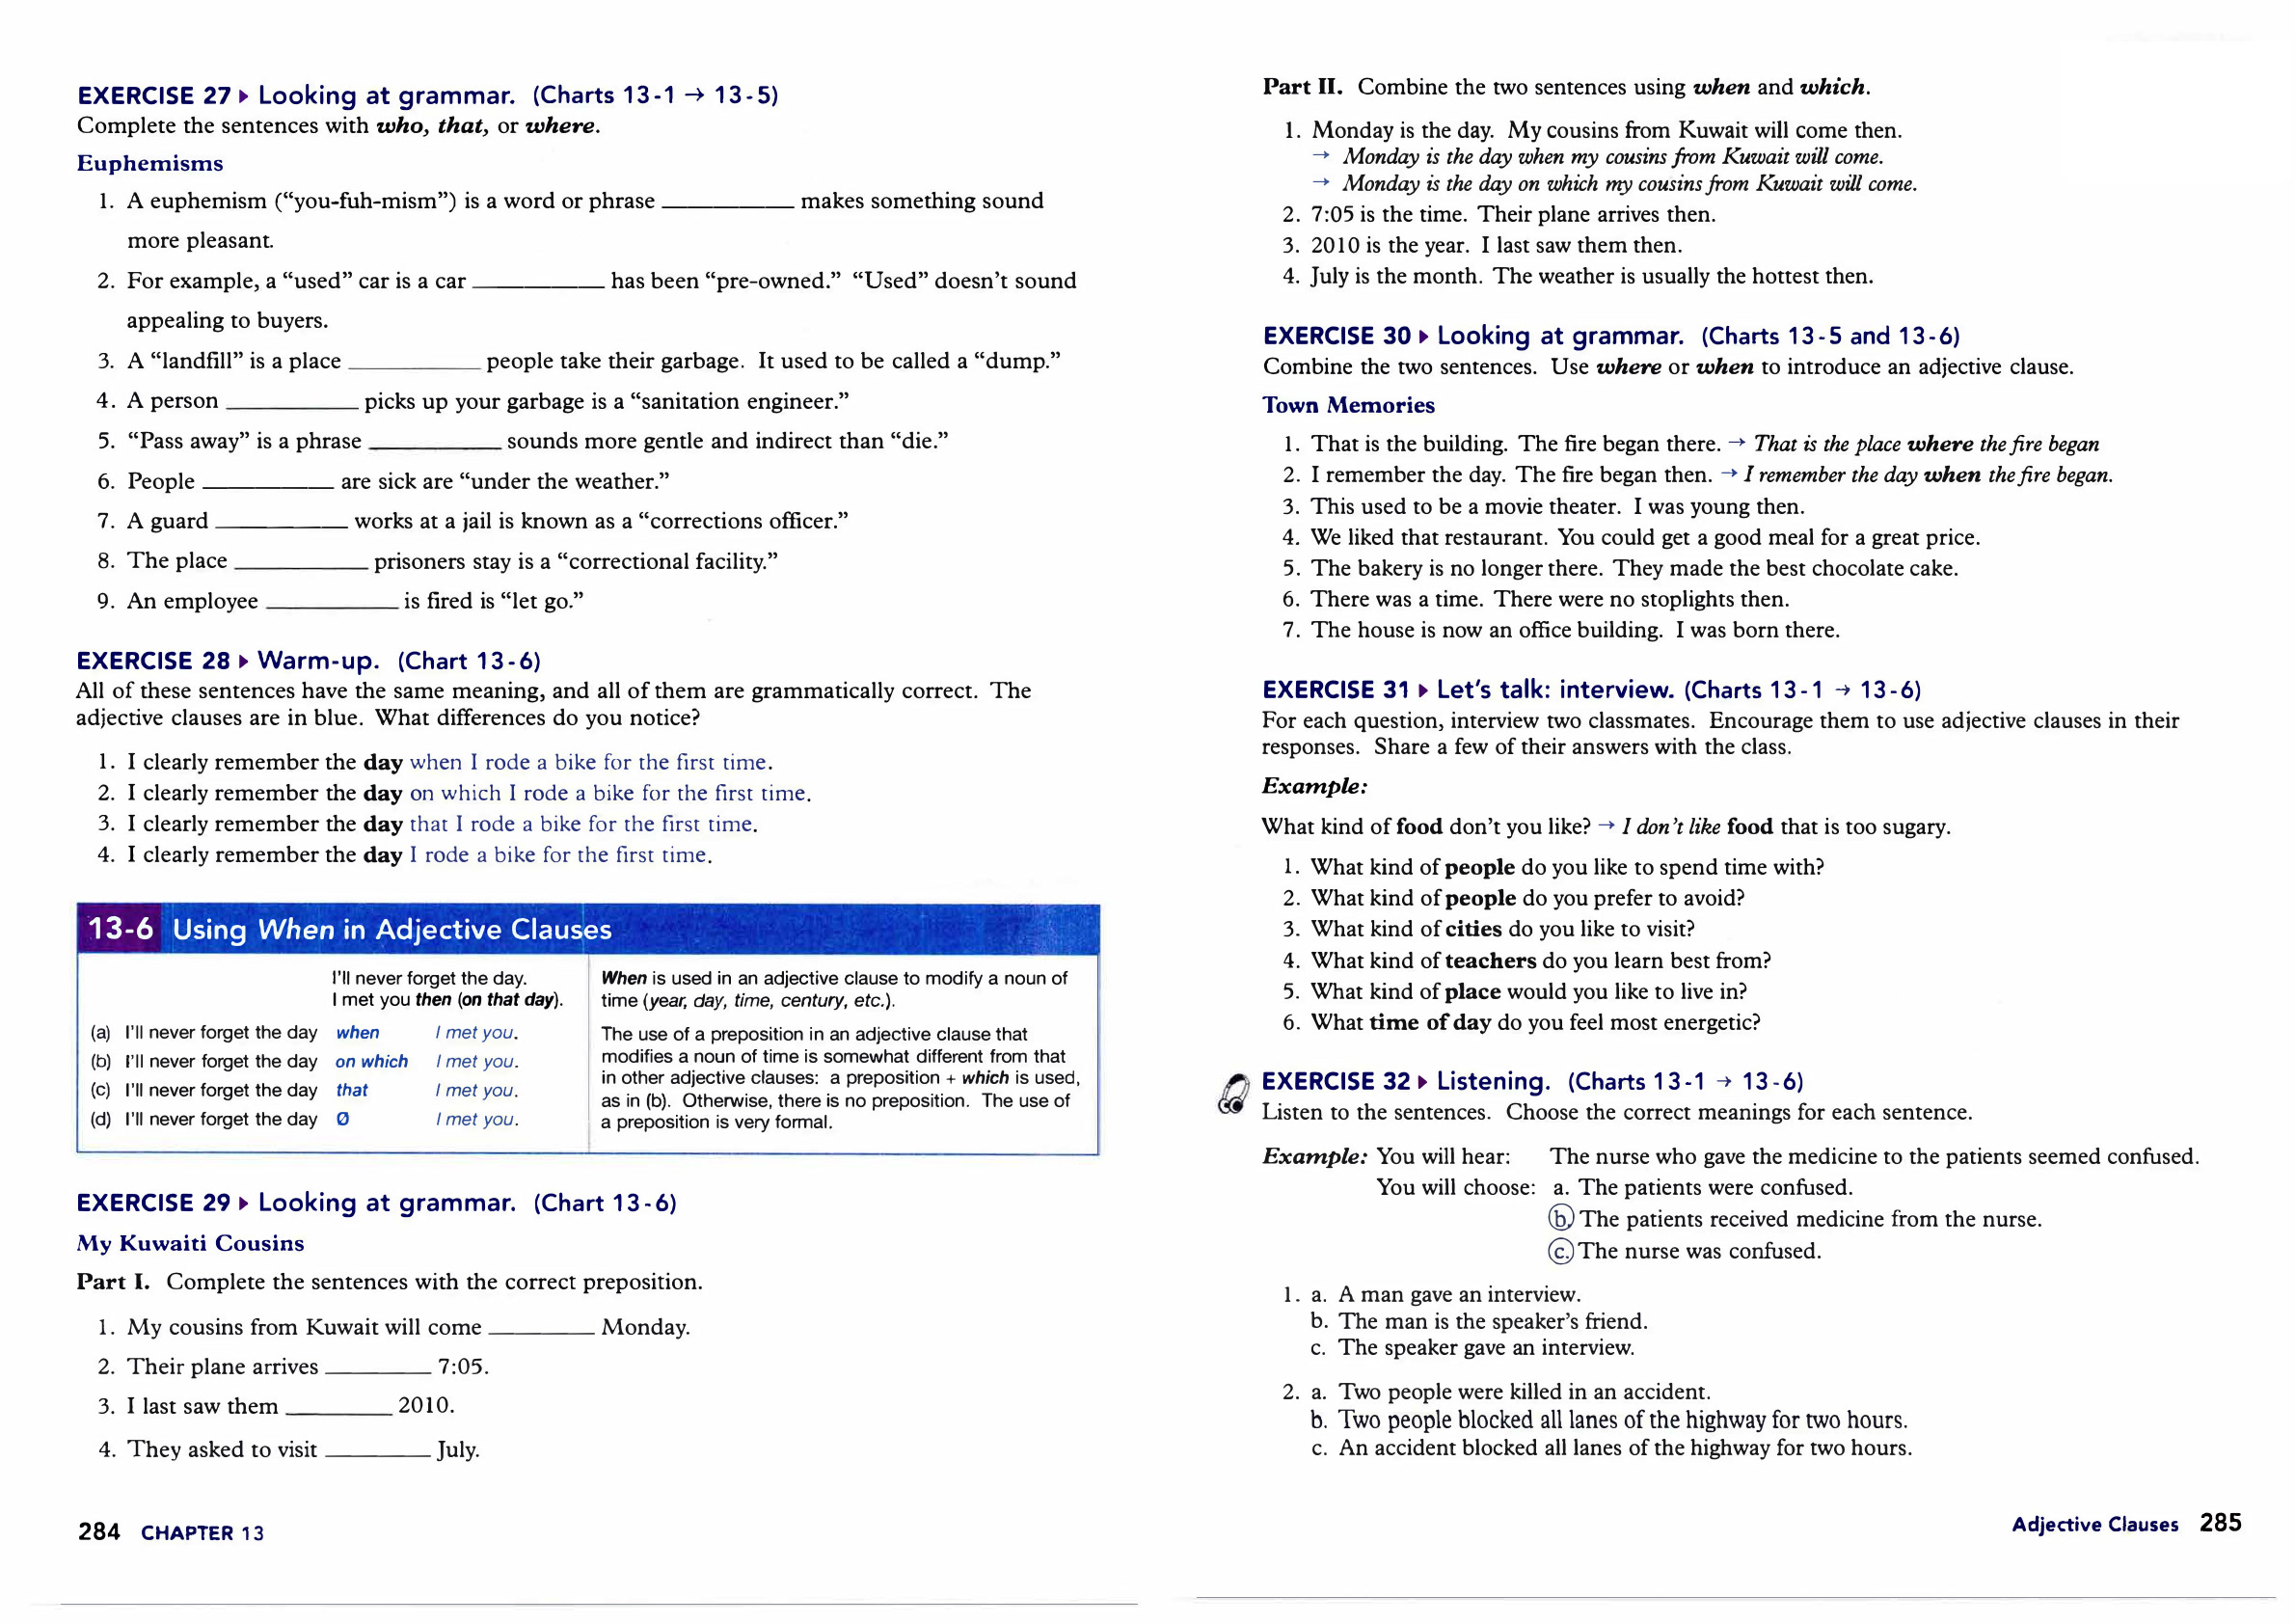 EXERCISE 27 ▸ Looking at grammar. (Charts 13-1 → 13-5)
Complete the sentences with who, that, or where.
Euphemisms
1. A euphemism (“you-fuh-mism”) is a word or phrase __________ makes something sound
more pleasant.
2. For example, a “used” car is a car __________ has been “pre-owned.” “Used” doesn’t sound
appealing to buyers.
3. A “landfill” is a place __________ people take their garbage. It used to be called a “dump.”
4. A person __________ picks up your garbage is a “sanitation engineer.”
5. “Pass away” is a phrase __________ sounds more gentle and indirect than “die.”
6. People __________ are sick are “under the weather.”
7. A guard __________ works at a jail is known as a “corrections officer.”
8. The place __________ prisoners stay is a “correctional facility.”
9. An employee __________ is fired is “let go.”
EXERCISE 28 ▸ Warm-up. (Chart 13-6)
All of these sentences have the same meaning, and all of them are grammatically correct. The
adjective clauses are in blue. What differences do you notice?
1. I clearly remember the day when I rode a bike for the first time.
2. I clearly remember the day on which I rode a bike for the first time.
3. I clearly remember the day that I rode a bike for the first time.
4. I clearly remember the day I rode a bike for the first time.
13-6 Using When in Adjective Clauses
I’ll never forget the day.
I met you then (on that day).
(a) I’ll never forget the day when I met you.
(b) I’ll never forget the day on which I met you.
(c) I’ll never forget the day that I met you.
(d) I’ll never forget the day Ø I met you.
When is used in an adjective clause to modify a noun of
time (year, day, time, century, etc.).
The use of a preposition in an adjective clause that
modifies a noun of time is somewhat different from that
in other adjective clauses: a preposition + which is used,
as in (b). Otherwise, there is no preposition. The use of
a preposition is very formal.
EXERCISE 29 ▸ Looking at grammar. (Chart 13-6)
My Kuwaiti Cousins
Part I. Complete the sentences with the correct preposition.
1. My cousins from Kuwait will come ________ Monday.
2. Their plane arrives ________ 7:05.
3. I last saw them ________ 2010.
4. They asked to visit ________ July.
284 CHAPTER 13
Part II. Combine the two sentences using when and which.
1. Monday is the day. My cousins from Kuwait will come then.
→ Monday is the day when my cousins from Kuwait will come.
→ Monday is the day on which my cousins from Kuwait will come.
2. 7:05 is the time. Their plane arrives then.
3. 2010 is the year. I last saw them then.
4. July is the month. The weather is usually the hottest then.
EXERCISE 30 ▸ Looking at grammar. (Charts 13-5 and 13-6)
Combine the two sentences. Use where or when to introduce an adjective clause.
Town Memories
1. That is the building. The fire began there. → That is the place where the fire began
2. I remember the day. The fire began then. → I remember the day when the fire began.
3. This used to be a movie theater. I was young then.
4. We liked that restaurant. You could get a good meal for a great price.
5. The bakery is no longer there. They made the best chocolate cake.
6. There was a time. There were no stoplights then.
7. The house is now an office building. I was born there.
EXERCISE 31 ▸ Let’s talk: interview. (Charts 13-1 → 13-6)
For each question, interview two classmates. Encourage them to use adjective clauses in their
responses. Share a few of their answers with the class.
Example:
What kind of food don’t you like? → I don’t like food that is too sugary.
1. What kind of people do you like to spend time with?
2. What kind of people do you prefer to avoid?
3. What kind of cities do you like to visit?
4. What kind of teachers do you learn best from?
5. What kind of place would you like to live in?
6. What time of day do you feel most energetic?
EXERCISE 32 ▸ Listening. (Charts 13-1 → 13-6)
Listen to the sentences. Choose the correct meanings for each sentence.
Example: You will hear: The nurse who gave the medicine to the patients seemed confused.
You will choose: a. The patients were confused.
b. The patients received medicine from the nurse.
c. The nurse was confused.
1. a. A man gave an interview.
b. The man is the speaker’s friend.
c. The speaker gave an interview.
2. a. Two people were killed in an accident.
b. Two people blocked all lanes of the highway for two hours.
c. An accident blocked all lanes of the highway for two hours.
Adjective Clauses 285